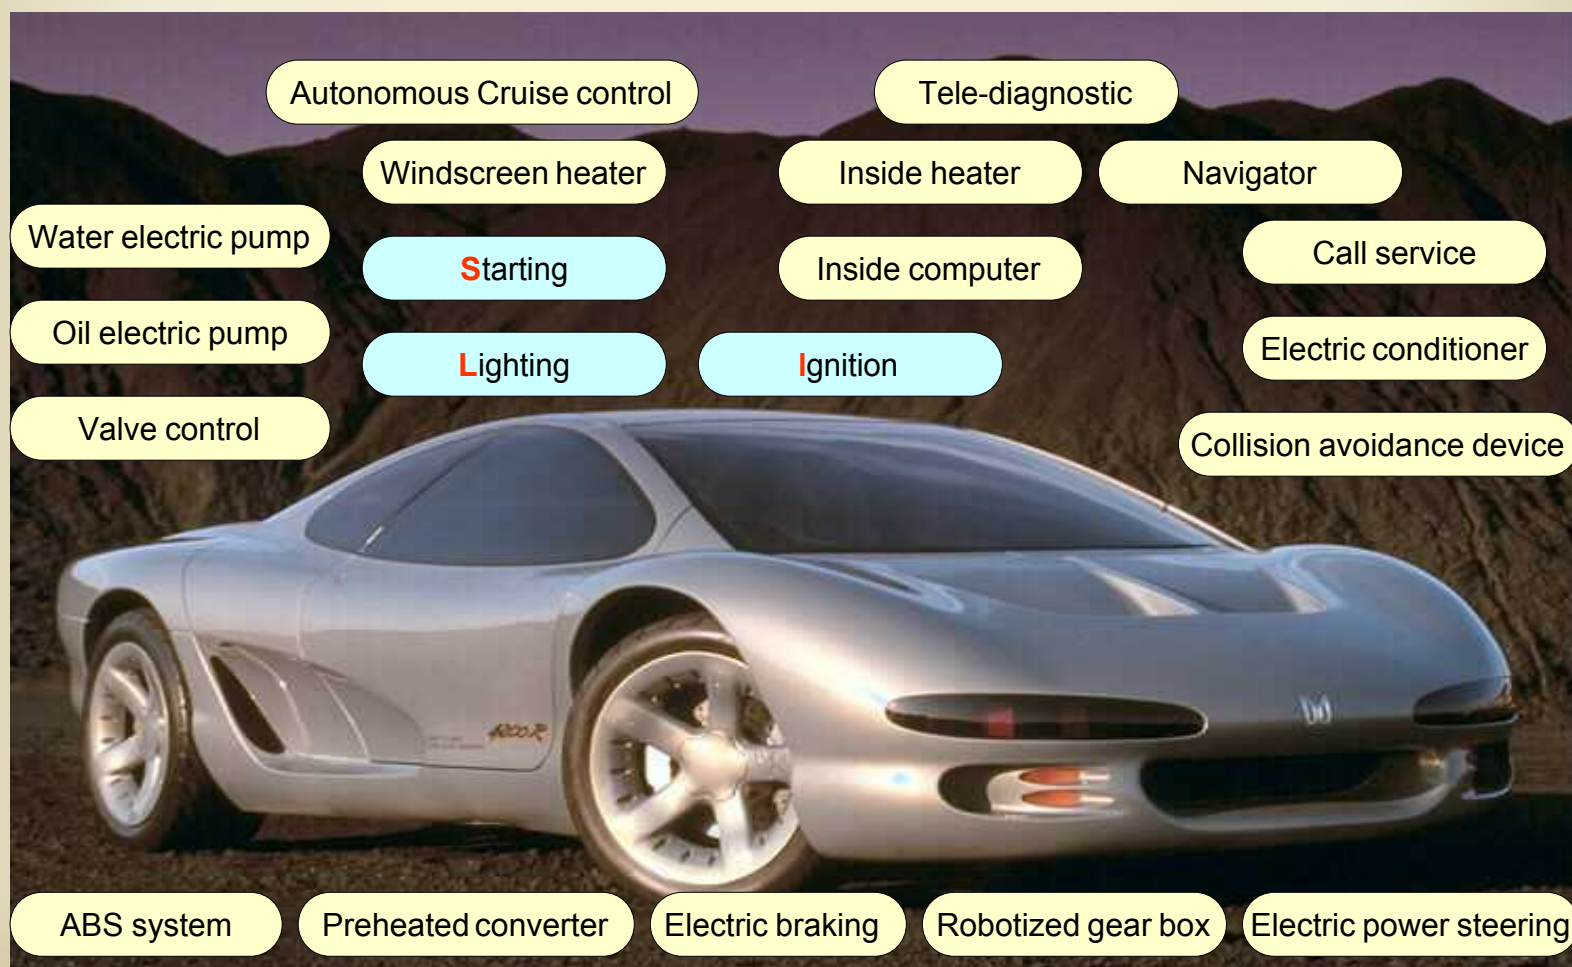 Autonomous Cruise control
Tele-diagnostic
Windscreen heater
Inside heater
Navigator
Water electric pump
Call service
Starting
Inside computer
Oil electric pump
Electric conditioner
Lighting
Ignition
Valve control
Collision avoidance device
4200R
ABS system
Preheated converter
Electric braking
Robotized gear box
Electric power steering